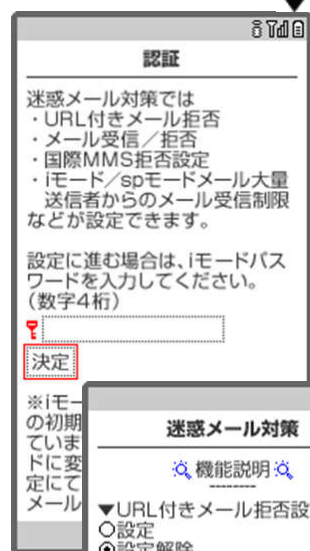 認証
迷惑メール対策では
・URL付きメール拒否
・メール受信／拒否
・国際MMS拒否設定
・iモード／spモードメール大量
送信者からのメール受信制限
などが設定できます。
設定に進む場合は、iモードパス
ワードを入力してください。
(数字4桁)
決定
※iモー
の初期
ていま
ドに変
定にて
メール
迷惑メール対策
機能説明
▼URL付きメール拒否設
○設定
設定解除